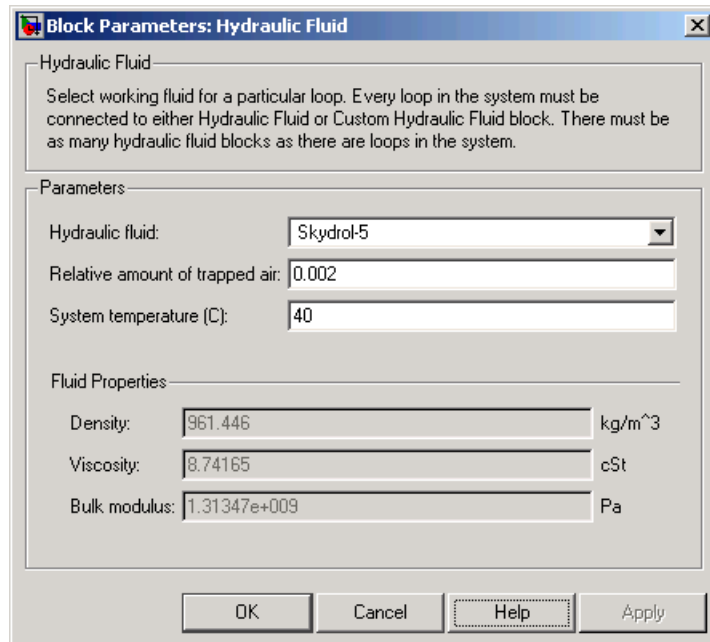 Block Parameters: Hydraulic Fluid
Hydraulic Fluid
Select working fluid for a particular loop. Every loop in the system must be
connected to either Hydraulic Fluid or Custom Hydraulic Fluid block. There must be
as many hydraulic fluid blocks as there are loops in the system.
Parameters
Hydraulic fluid: Skydrol-5
Relative amount of trapped air: 0.002
System temperature (C): 40
Fluid Properties
Density: 961.446 kg/m^3
Viscosity: 8.74165 cSt
Bulk modulus: 1.31347e+009 Pa
OK Cancel Help Apply